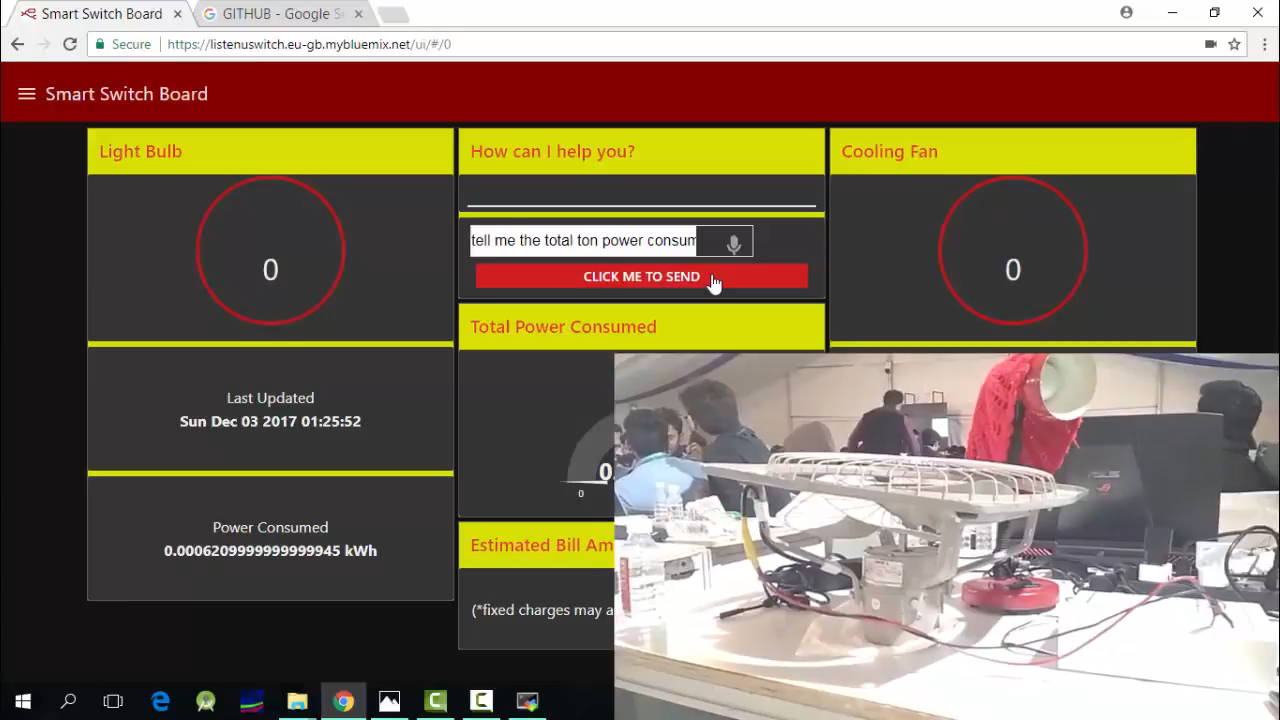 Smart Switch Board
GITHUB - Google S
Secure
https://listenuswitch.eu-gb.mybluemix.net/ui/#/0
Smart Switch Board
Light Bulb
0
Last Updated
Sun Dec 03 2017 01:25:52
Power Consumed
0.0006209999999999945 kWh
How can I help you?
tell me the total ton power consum
CLICK ME TO SEND
Total Power Consumed
0
0
Estimated Bill Am
(*fixed charges may a
Cooling Fan
0
ASUS